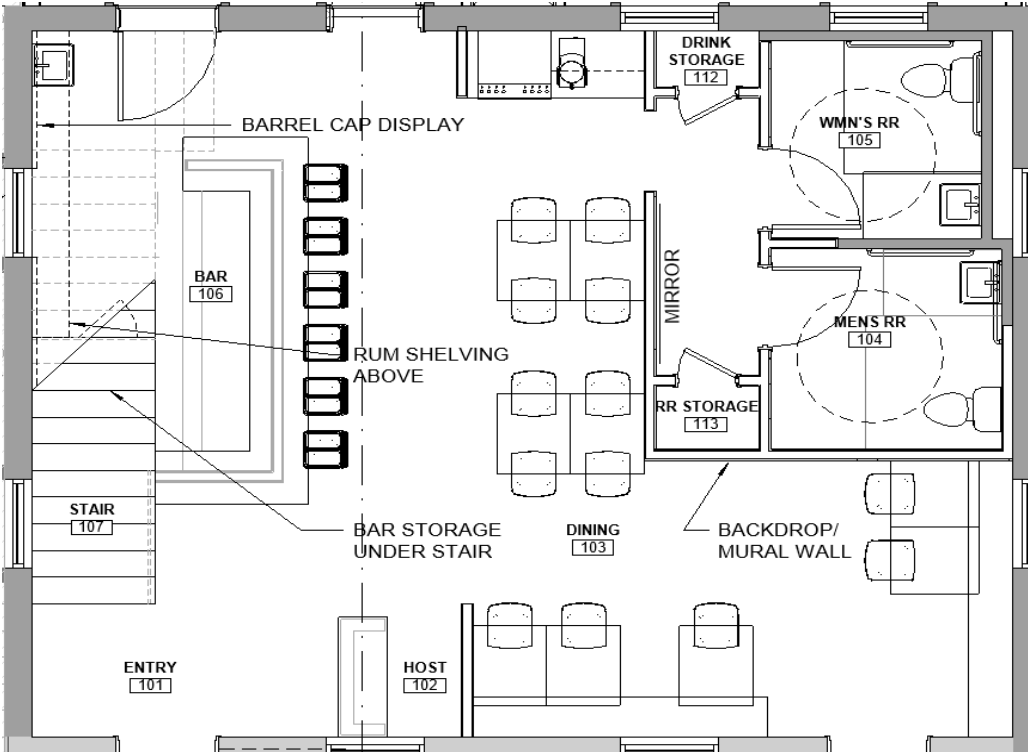 DRINK
STORAGE
112
BARREL CAP DISPLAY
WMN'S RR
105
BAR
106
MIRROR
MENS RR
104
RUM SHELVING
ABOVE
RR STORAGE
113
STAIR
107
BAR STORAGE
UNDER STAIR
DINING
103
BACKDROP/
MURAL WALL
ENTRY
101
HOST
102